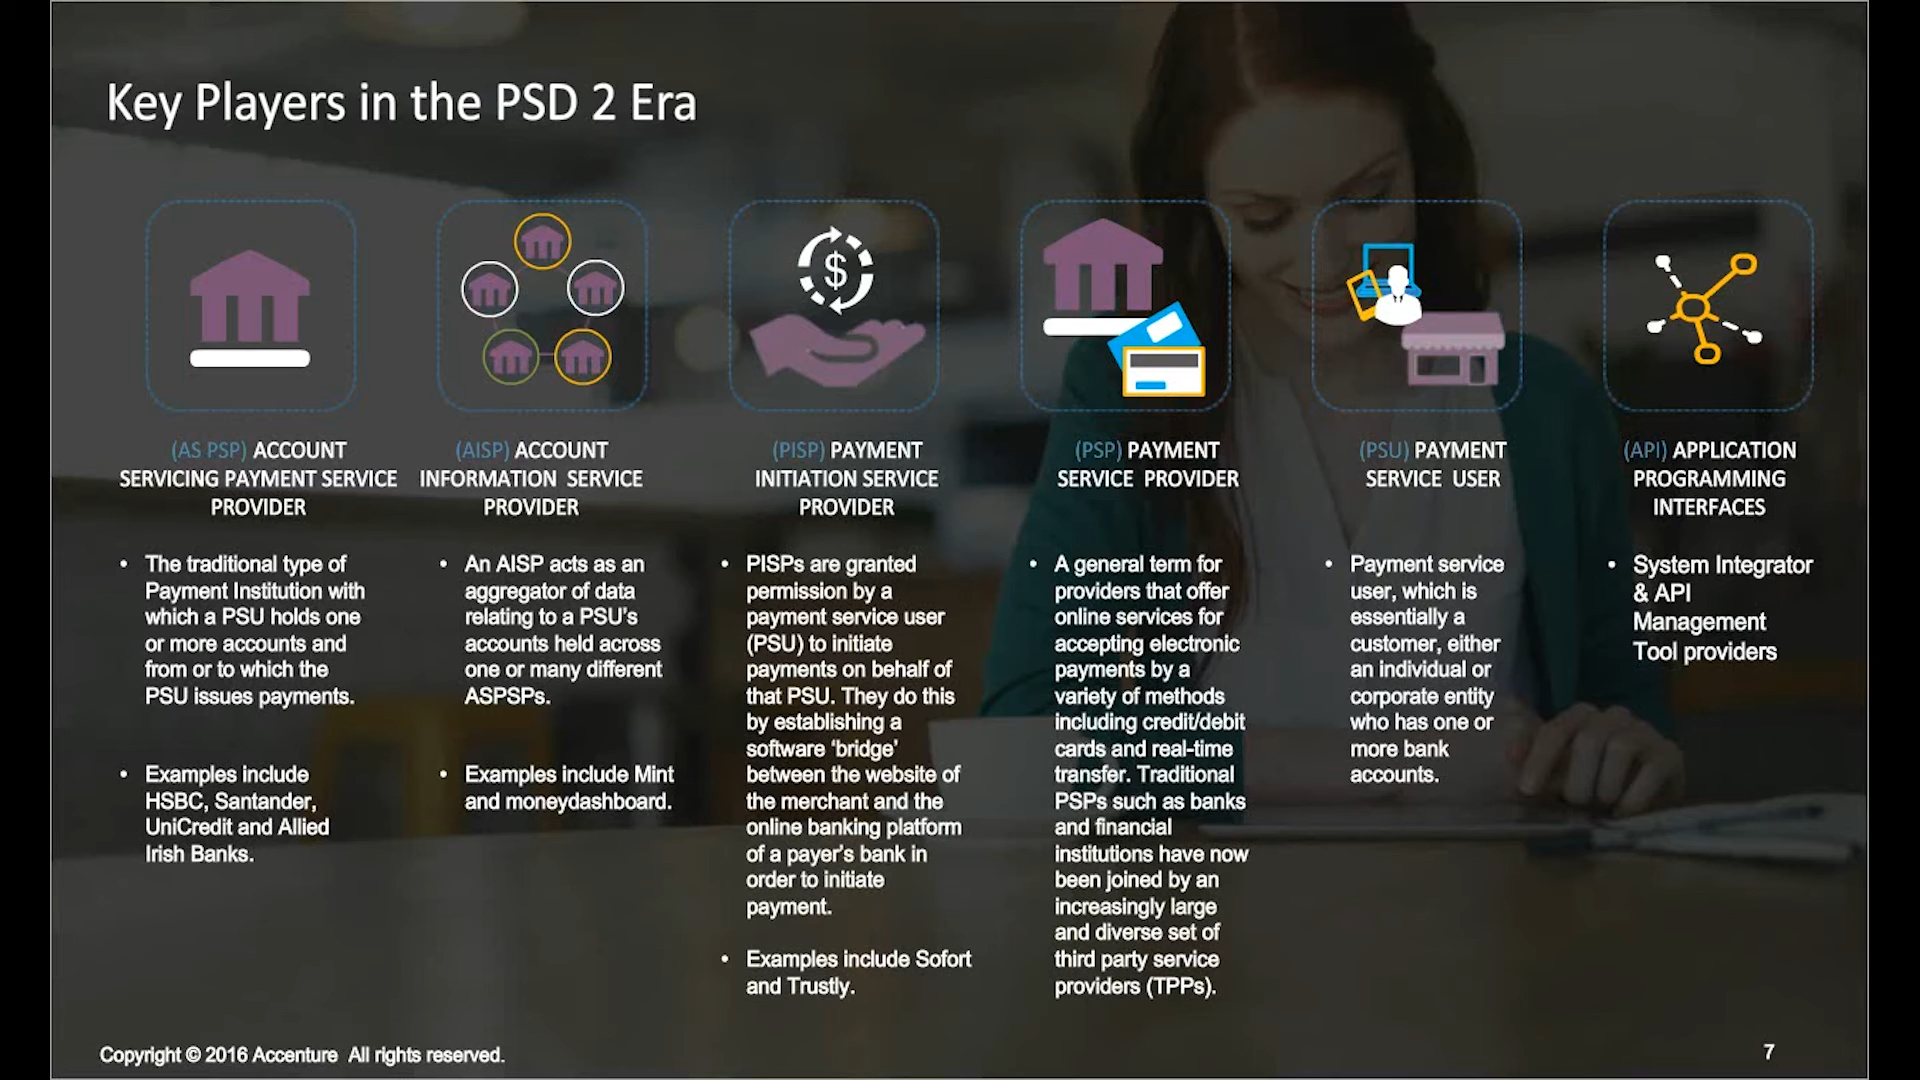 Key Players in the PSD 2 Era
$
(AS PSP) ACCOUNT
SERVICING PAYMENT SERVICE
PROVIDER
• The traditional type of
Payment Institution with
which a PSU holds one
or more accounts and
from or to which the
PSU issues payments.
• Examples include
HSBC, Santander,
UniCredit and Allied
Irish Banks.
(AISP) ACCOUNT
INFORMATION SERVICE
PROVIDER
• An AISP acts as an
aggregator of data
relating to a PSU's
accounts held across
one or many different
ASPSPs.
• Examples include Mint
and moneydashboard.
(PISP) PAYMENT
INITIATION SERVICE
PROVIDER
• PISPs are granted
permission by a
payment service user
(PSU) to initiate
payments on behalf of
that PSU. They do this
by establishing a
software ‘bridge’
between the website of
the merchant and the
online banking platform
of a payer's bank in
order to initiate
payment.
• Examples include Sofort
and Trustly.
(PSP) PAYMENT
SERVICE PROVIDER
• A general term for
providers that offer
online services for
accepting electronic
payments by a
variety of methods
including credit/debit
cards and real-time
transfer. Traditional
PSPs such as banks
and financial
institutions have now
been joined by an
increasingly large
and diverse set of
third party service
providers (TPPs).
(PSU) PAYMENT
SERVICE USER
• Payment service
user, which is
essentially a
customer, either
an individual or
corporate entity
who has one or
more bank
accounts.
(API) APPLICATION
PROGRAMMING
INTERFACES
• System Integrator
& API
Management
Tool providers
Copyright © 2016 Accenture All rights reserved.
7